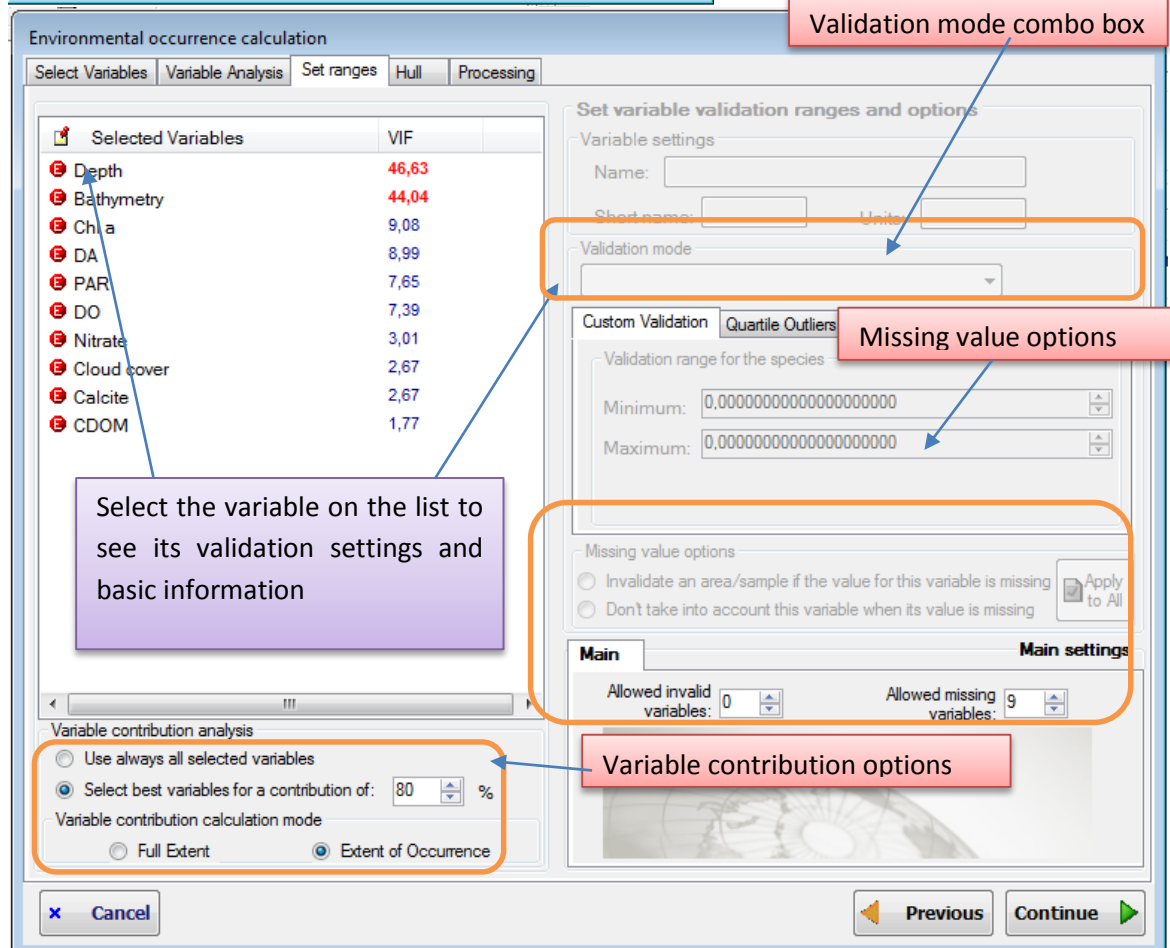 Validation mode combo box
Environmental occurrence calculation
Select Variables Variable Analysis Set ranges Hull Processing
Selected Variables VIF
Depth 46,63
Bathymetry 44,04
Chl a 9,08
DA 8,99
PAR 7,65
DO 7,39
Nitrate 3,01
Cloud cover 2,67
Calcite 2,67
CDOM 1,77
Select the variable on the list to
see its validation settings and
basic information
Variable contribution analysis
Use always all selected variables
Select best variables for a contribution of: 80 %
Variable contribution calculation mode
Full Extent Extent of Occurrence
Set variable validation ranges and options
Variable settings
Name:
Short name: Units:
Validation mode
Custom Validation Quartile Outliers
Missing value options
Validation range for the species
Minimum: 0,00000000000000000000
Maximum: 0,00000000000000000000
Missing value options
Invalidate an area/sample if the value for this variable is missing
Don't take into account this variable when its value is missing
Apply
to All
Main Main settings
Allowed invalid
variables: 0
Allowed missing
variables: 9
Variable contribution options
Cancel Previous Continue